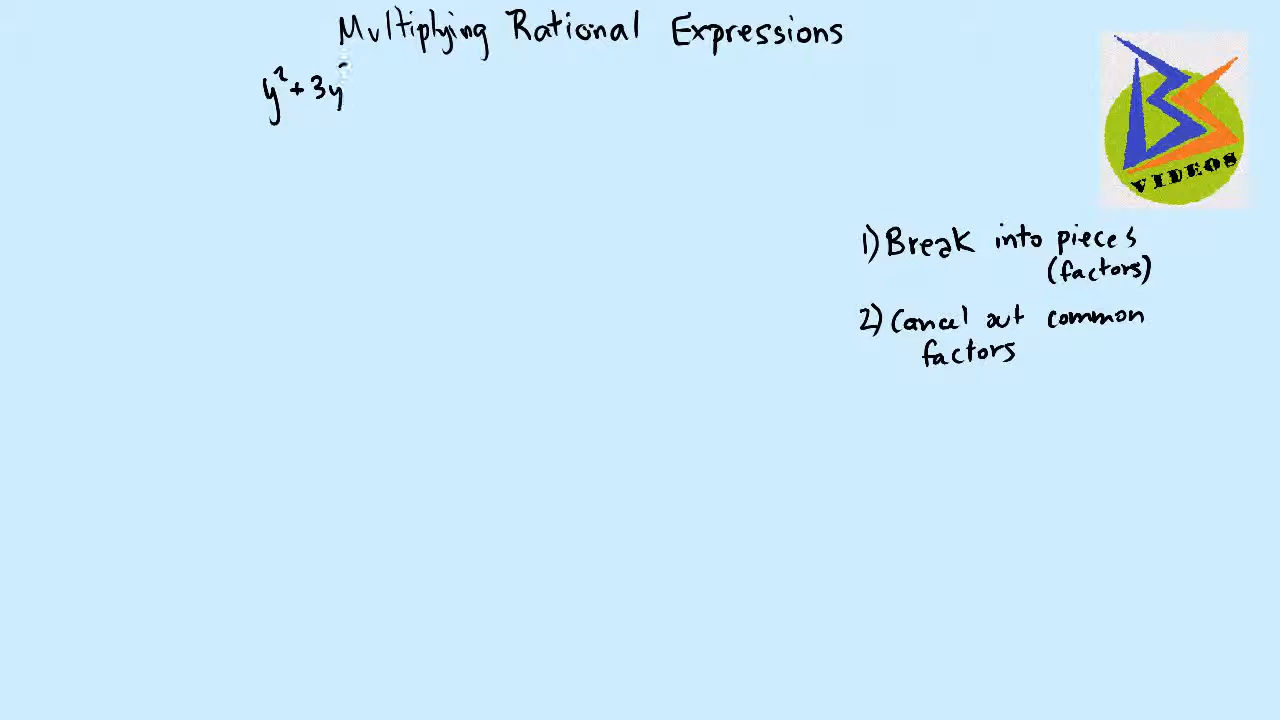 Multiplying Rational Expressions
y² + 3y
VIDEOS
1) Break into pieces
(factors)
2) Cancel out common
factors